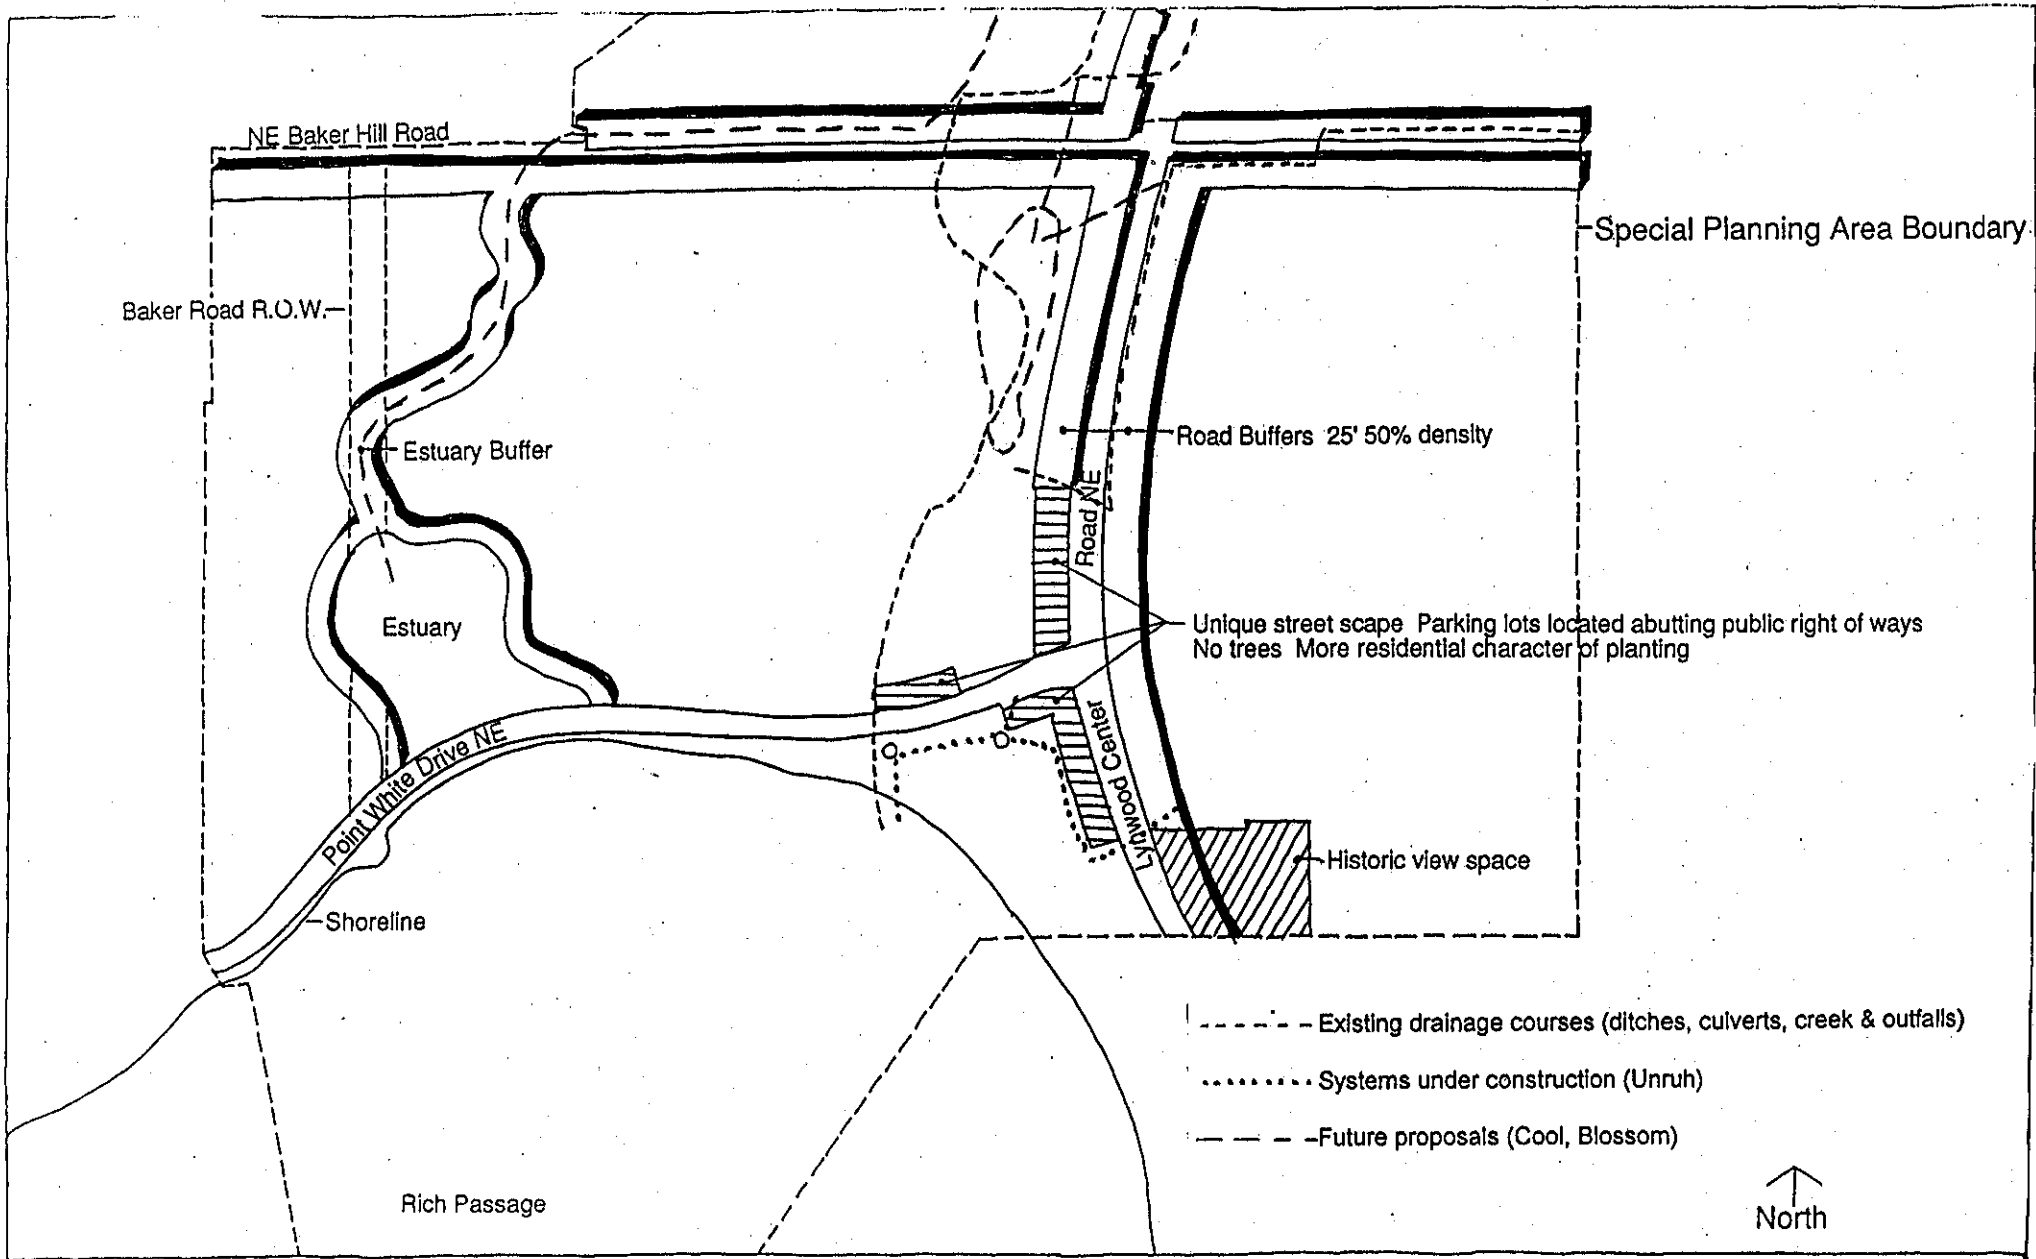 NE Baker Hill Road
Special Planning Area Boundary
Baker Road R.O.W.
Road Buffers 25' 50% density
Estuary Buffer
Road NE
Unique street scape Parking lots located abutting public right of ways
No trees More residential character of planting
Estuary
Lynwood Center
Point White Drive NE
Historic view space
Shoreline
Existing drainage courses (ditches, culverts, creek & outfalls)
Systems under construction (Unruh)
Future proposals (Cool, Blossom)
Rich Passage
North